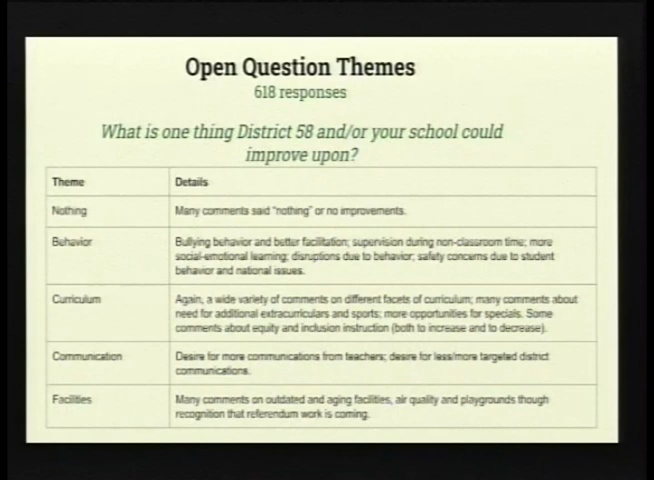 Open Question Themes
618 responses
What is one thing District 58 and/or your school could
improve upon?
Theme Details
Nothing Many comments said "nothing" or no improvements.
Behavior Bullying behavior and better facilitation; supervision during non-classroom time; more
social-emotional learning; disruptions due to behavior; safety concerns due to student
behavior and national issues.
Curriculum Again, a wide variety of comments on different facets of curriculum; many comments about
need for additional extracurriculars and sports; more opportunities for specials. Some
comments about equity and inclusion instruction (both to increase and to decrease).
Communication Desire for more communications from teachers; desire for less/more targeted district
communications.
Facilities Many comments on outdated and aging facilities, air quality and playgrounds though
recognition that referendum work is coming.